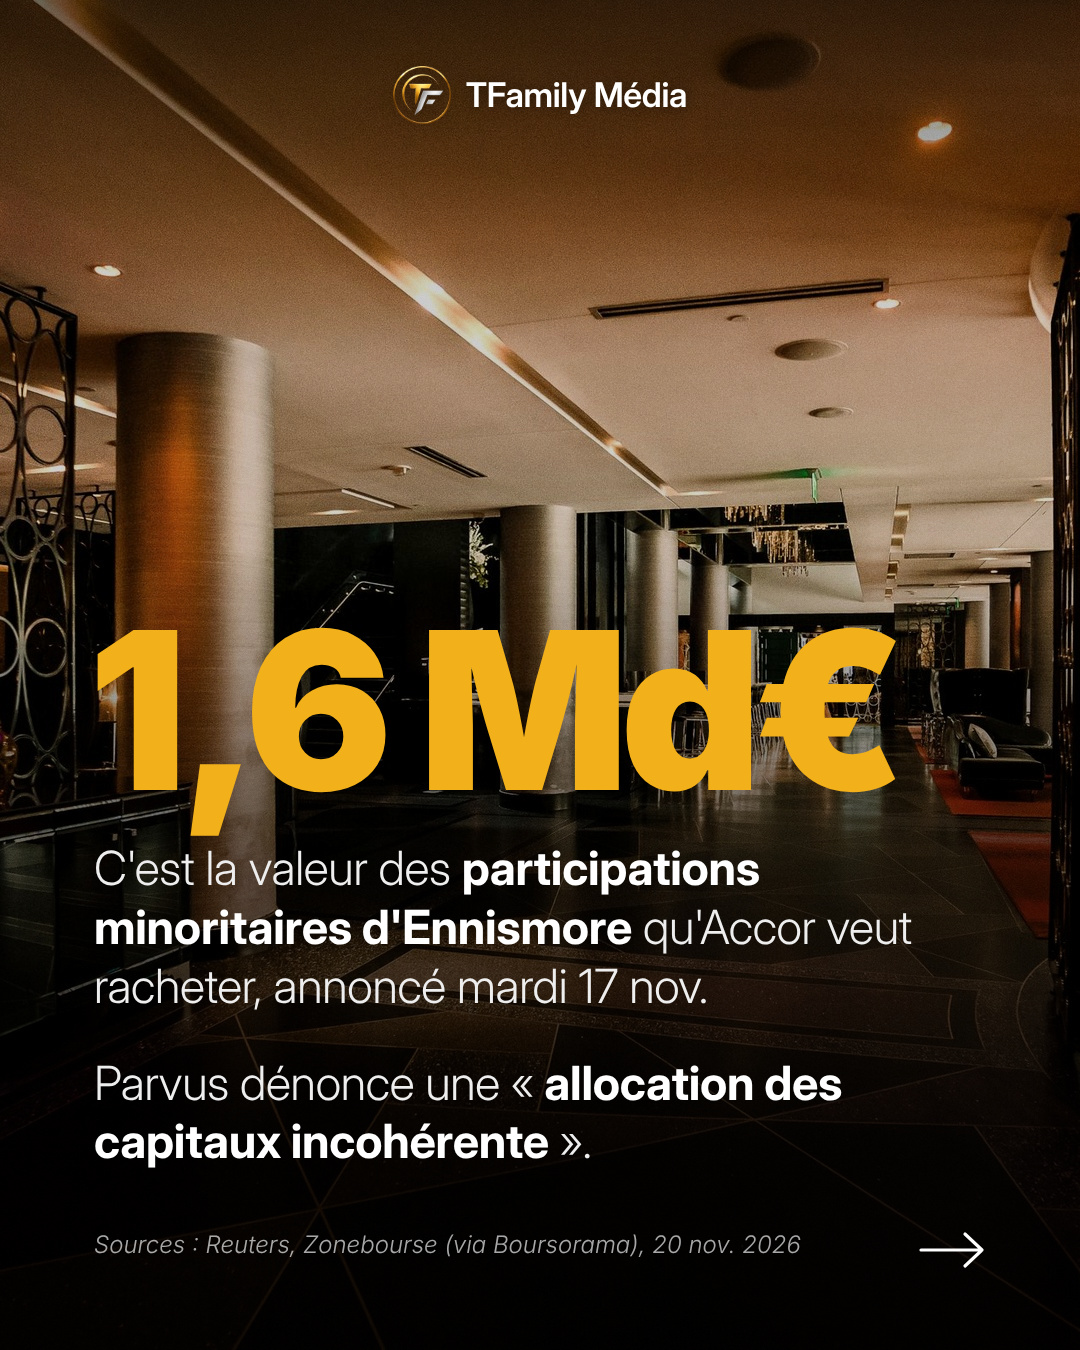 TF TFamily Média
1,6 Md€
C'est la valeur des participations
minoritaires d'Ennismore qu'Accor veut
racheter, annoncé mardi 17 nov.
Parvus dénonce une « allocation des
capitaux incohérente ».
Sources : Reuters, Zonebourse (via Boursorama), 20 nov. 2026